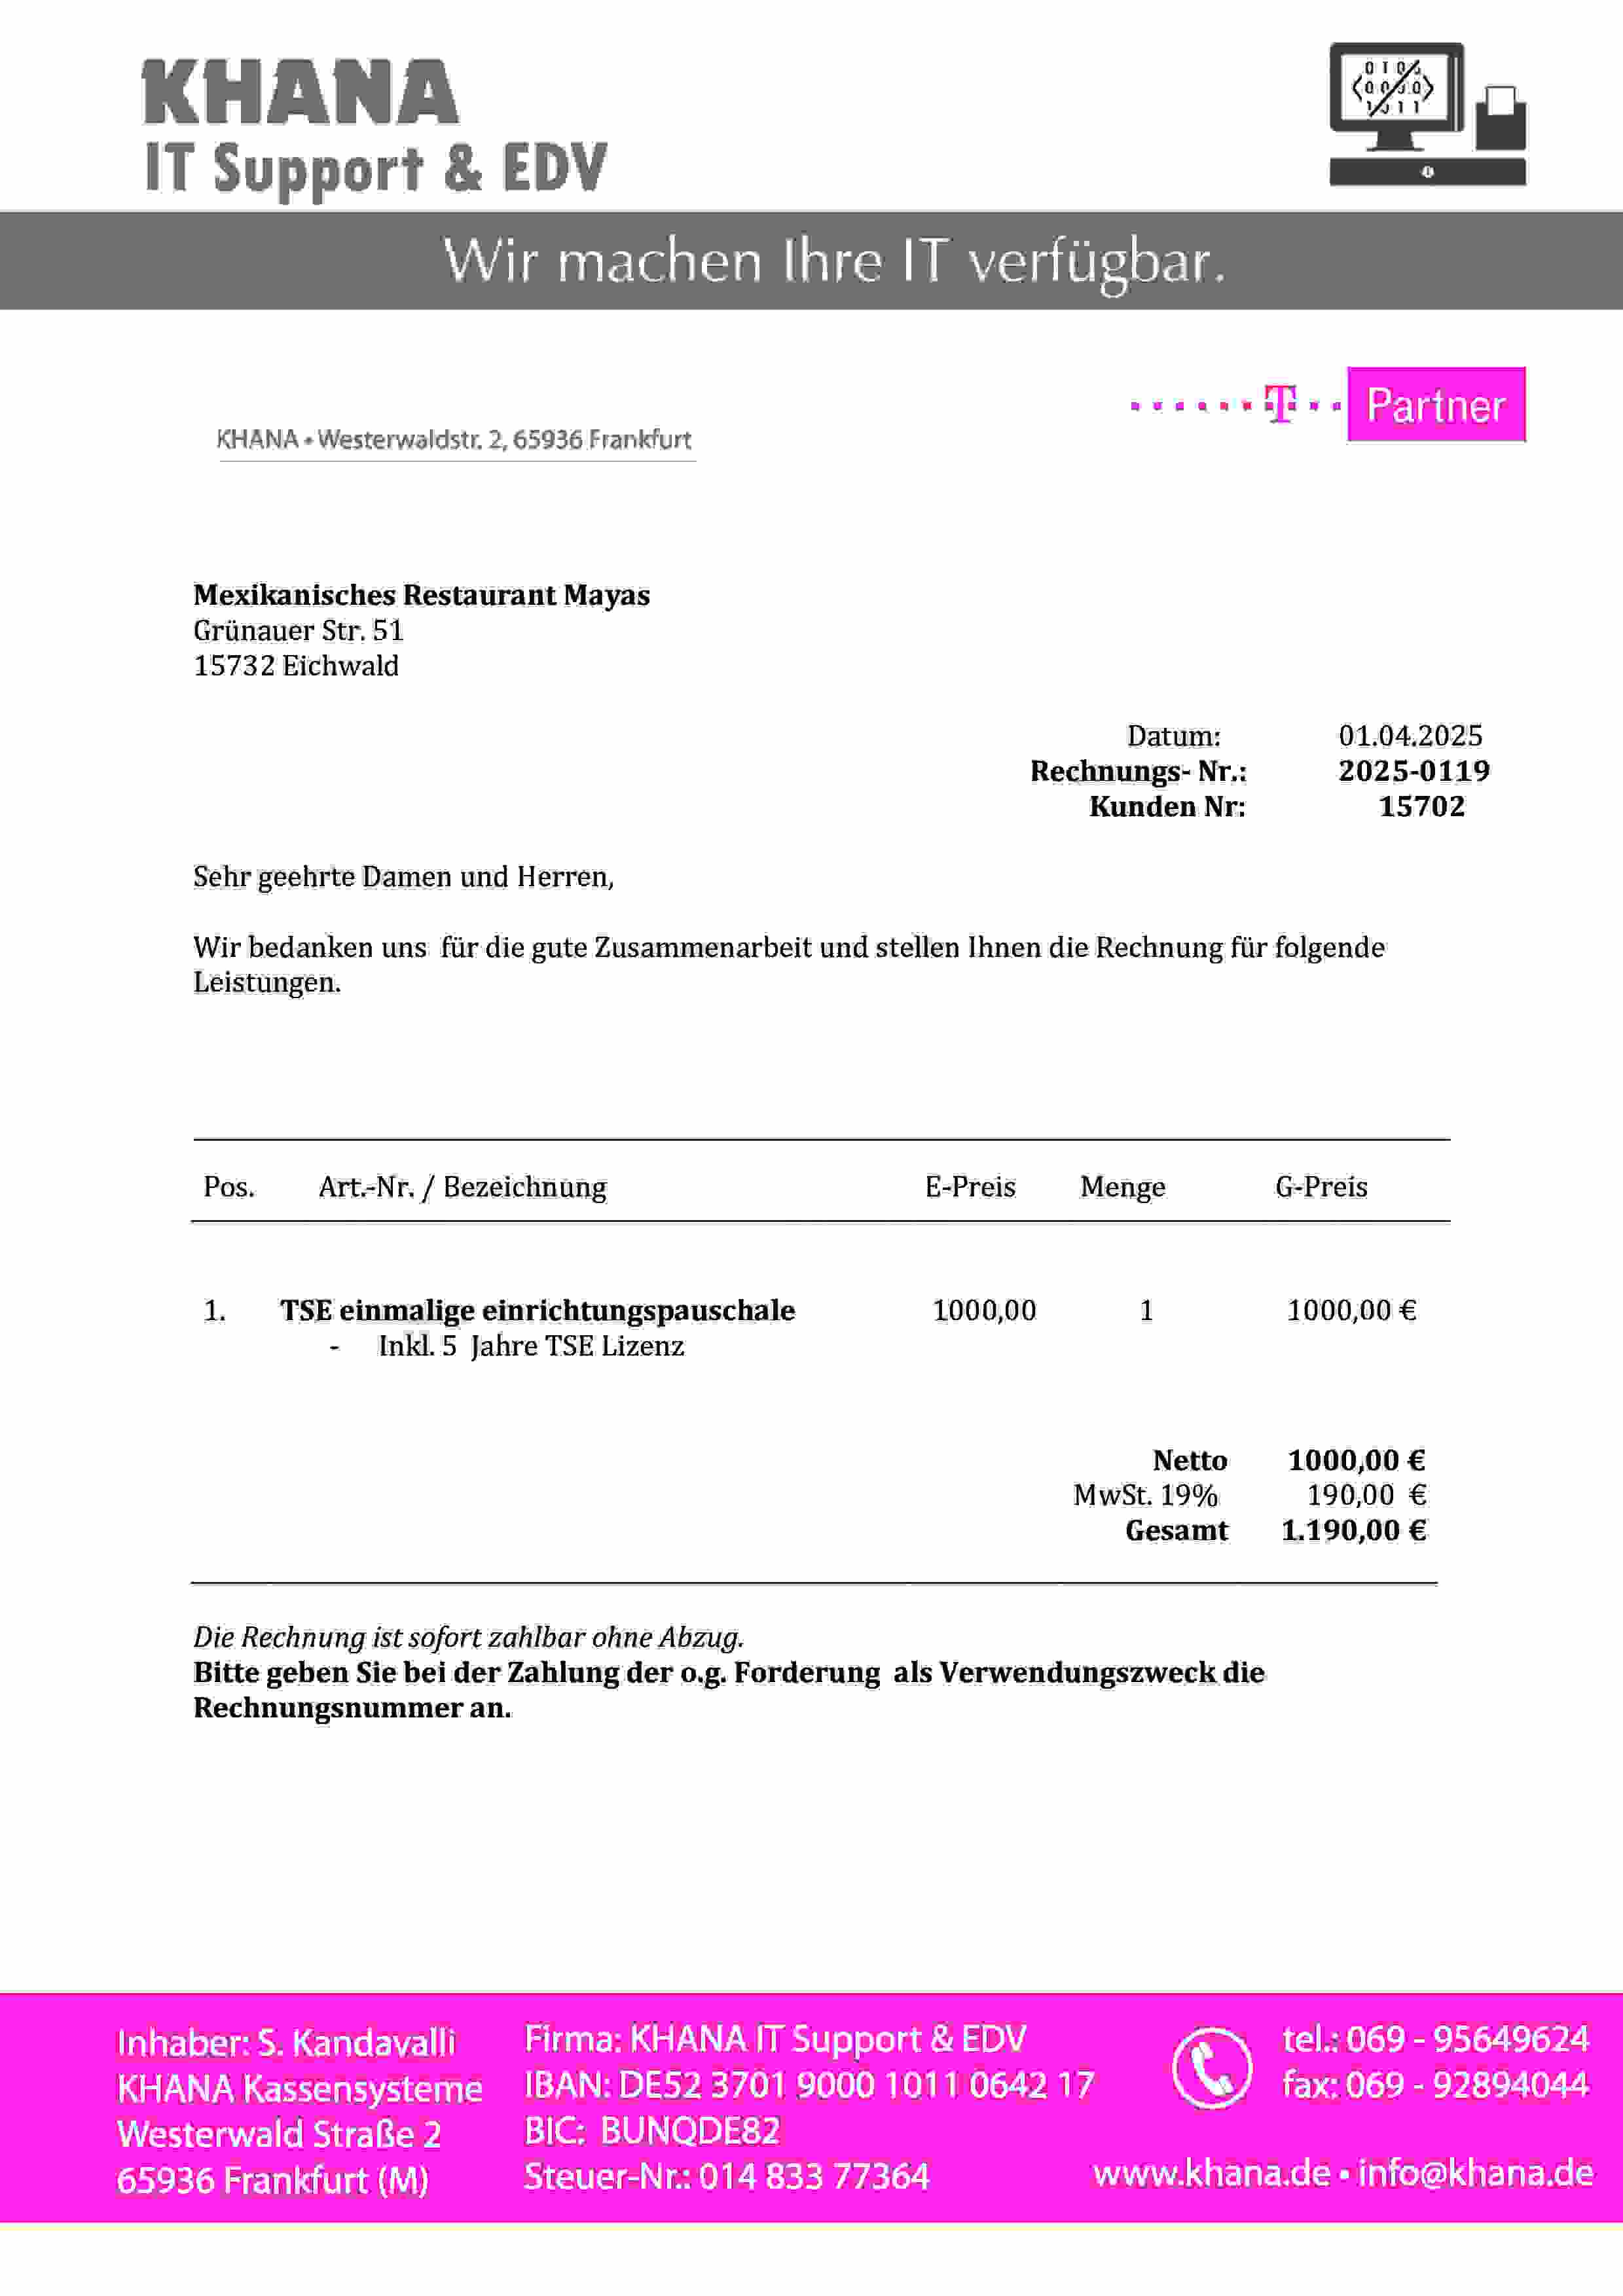 KHANA
IT Support & EDV
Wir machen Ihre IT verfügbar.
T Partner
KHANA • Westerwaldstr. 2, 65936 Frankfurt
Mexikanisches Restaurant Mayas
Grünauer Str. 51
15732 Eichwald
Datum: 01.04.2025
Rechnungs- Nr.: 2025-0119
Kunden Nr: 15702
Sehr geehrte Damen und Herren,
Wir bedanken uns für die gute Zusammenarbeit und stellen Ihnen die Rechnung für folgende
Leistungen.
Pos. Art.-Nr. / Bezeichnung E-Preis Menge G-Preis
1. TSE einmalige einrichtungspauschale 1000,00 1 1000,00 €
- Inkl. 5 Jahre TSE Lizenz
Netto 1000,00 €
MwSt. 19% 190,00 €
Gesamt 1.190,00 €
Die Rechnung ist sofort zahlbar ohne Abzug.
Bitte geben Sie bei der Zahlung der o.g. Forderung als Verwendungszweck die
Rechnungsnummer an.
Inhaber: S. Kandavalli
KHANA Kassensysteme
Westerwald Straße 2
65936 Frankfurt (M)
Firma: KHANA IT Support & EDV
IBAN: DE52 3701 9000 1011 0642 17
BIC: BUNQDE82
Steuer-Nr.: 014 833 77364
tel.: 069 - 95649624
fax: 069 - 92894044
www.khana.de • info@khana.de